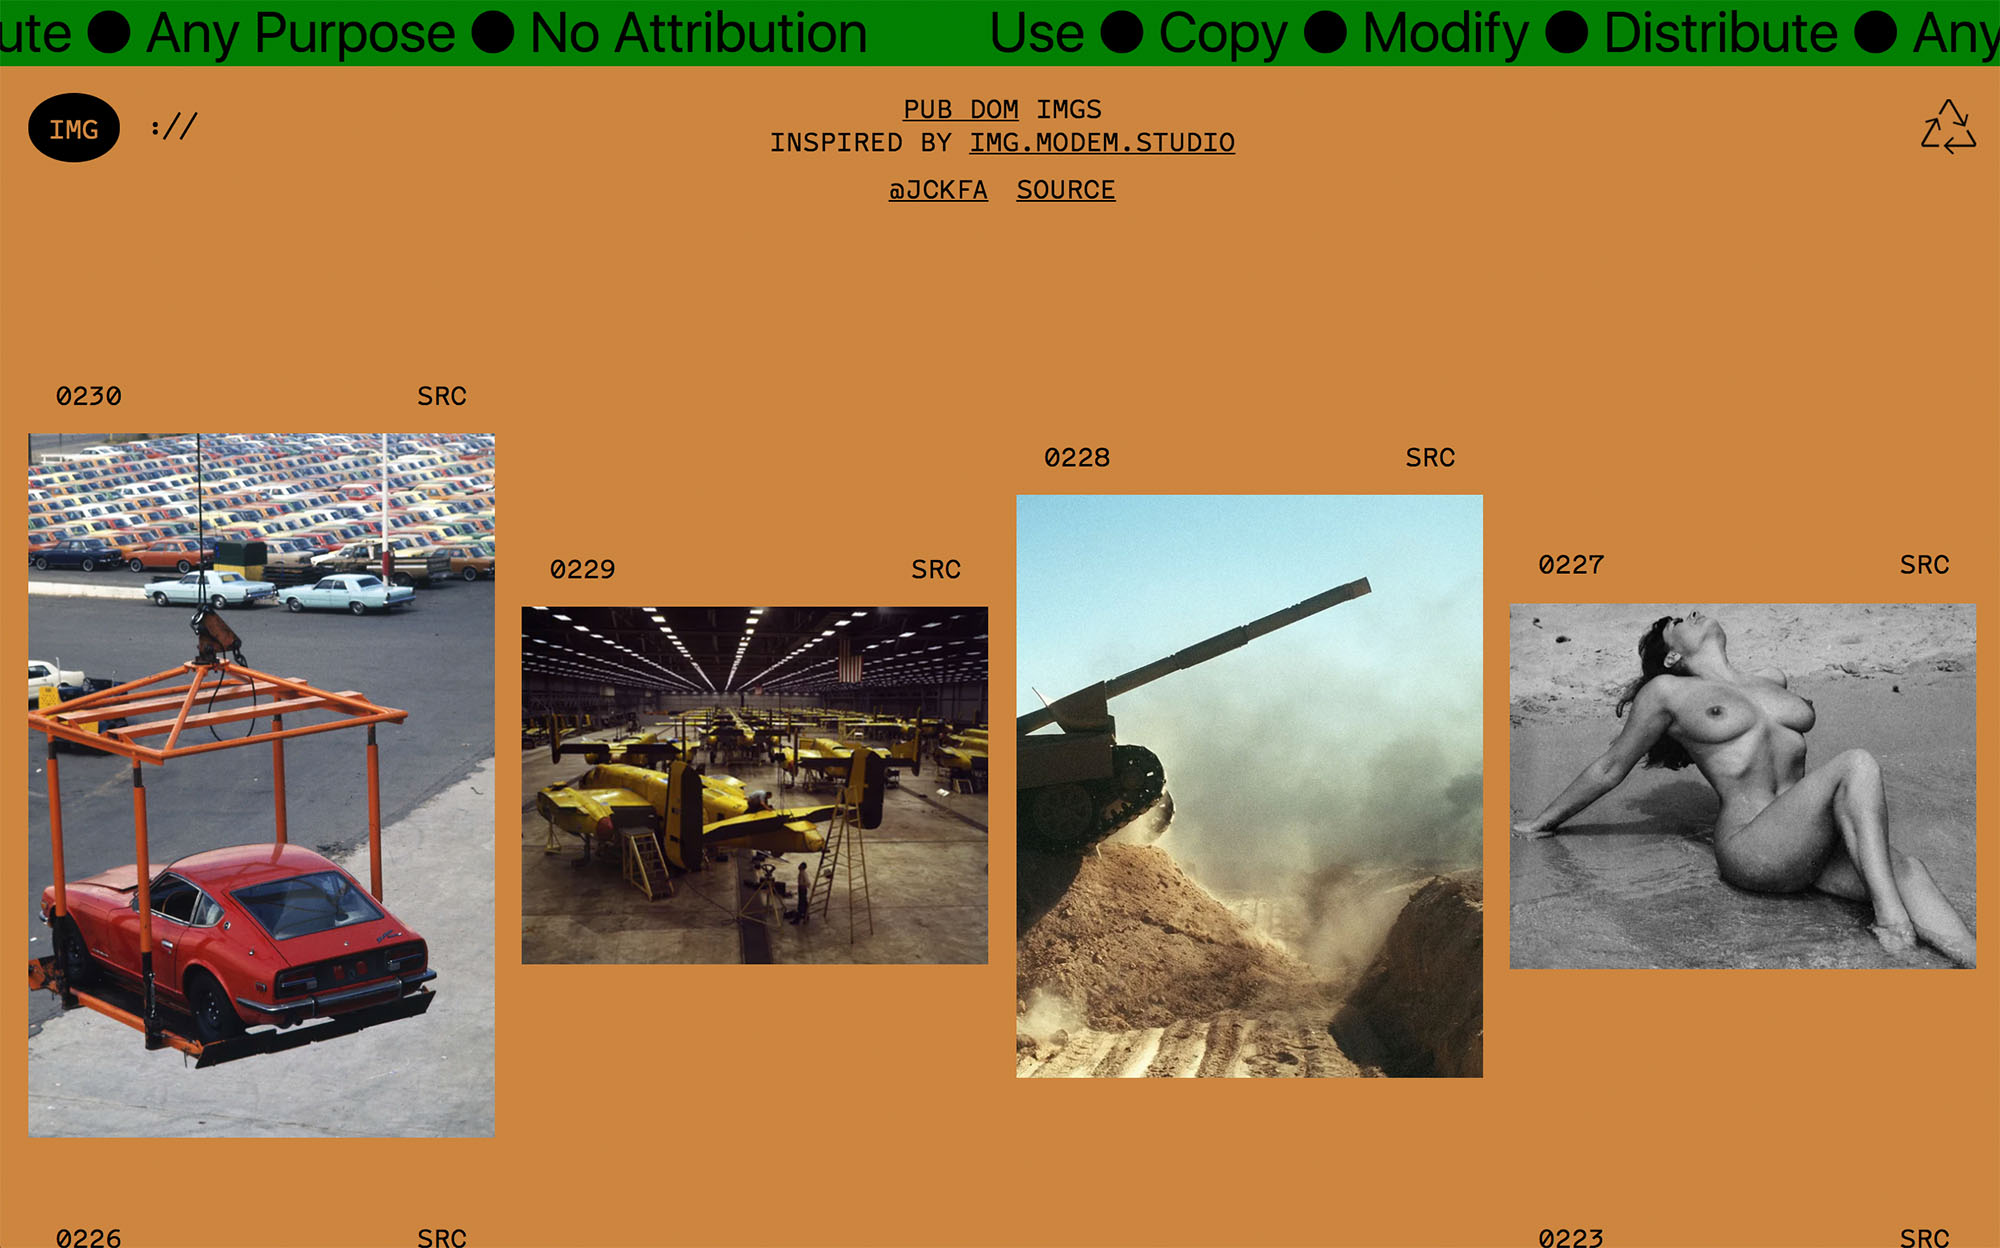 ute ● Any Purpose ● No Attribution Use ● Copy ● Modify ● Distribute ● Any
IMG ://
PUB DOM IMGS
INSPIRED BY IMG.MODEM.STUDIO
@JCKFA SOURCE
0230 SRC
0228 SRC
0227 SRC
0229 SRC
0226 SRC
0223 SRC